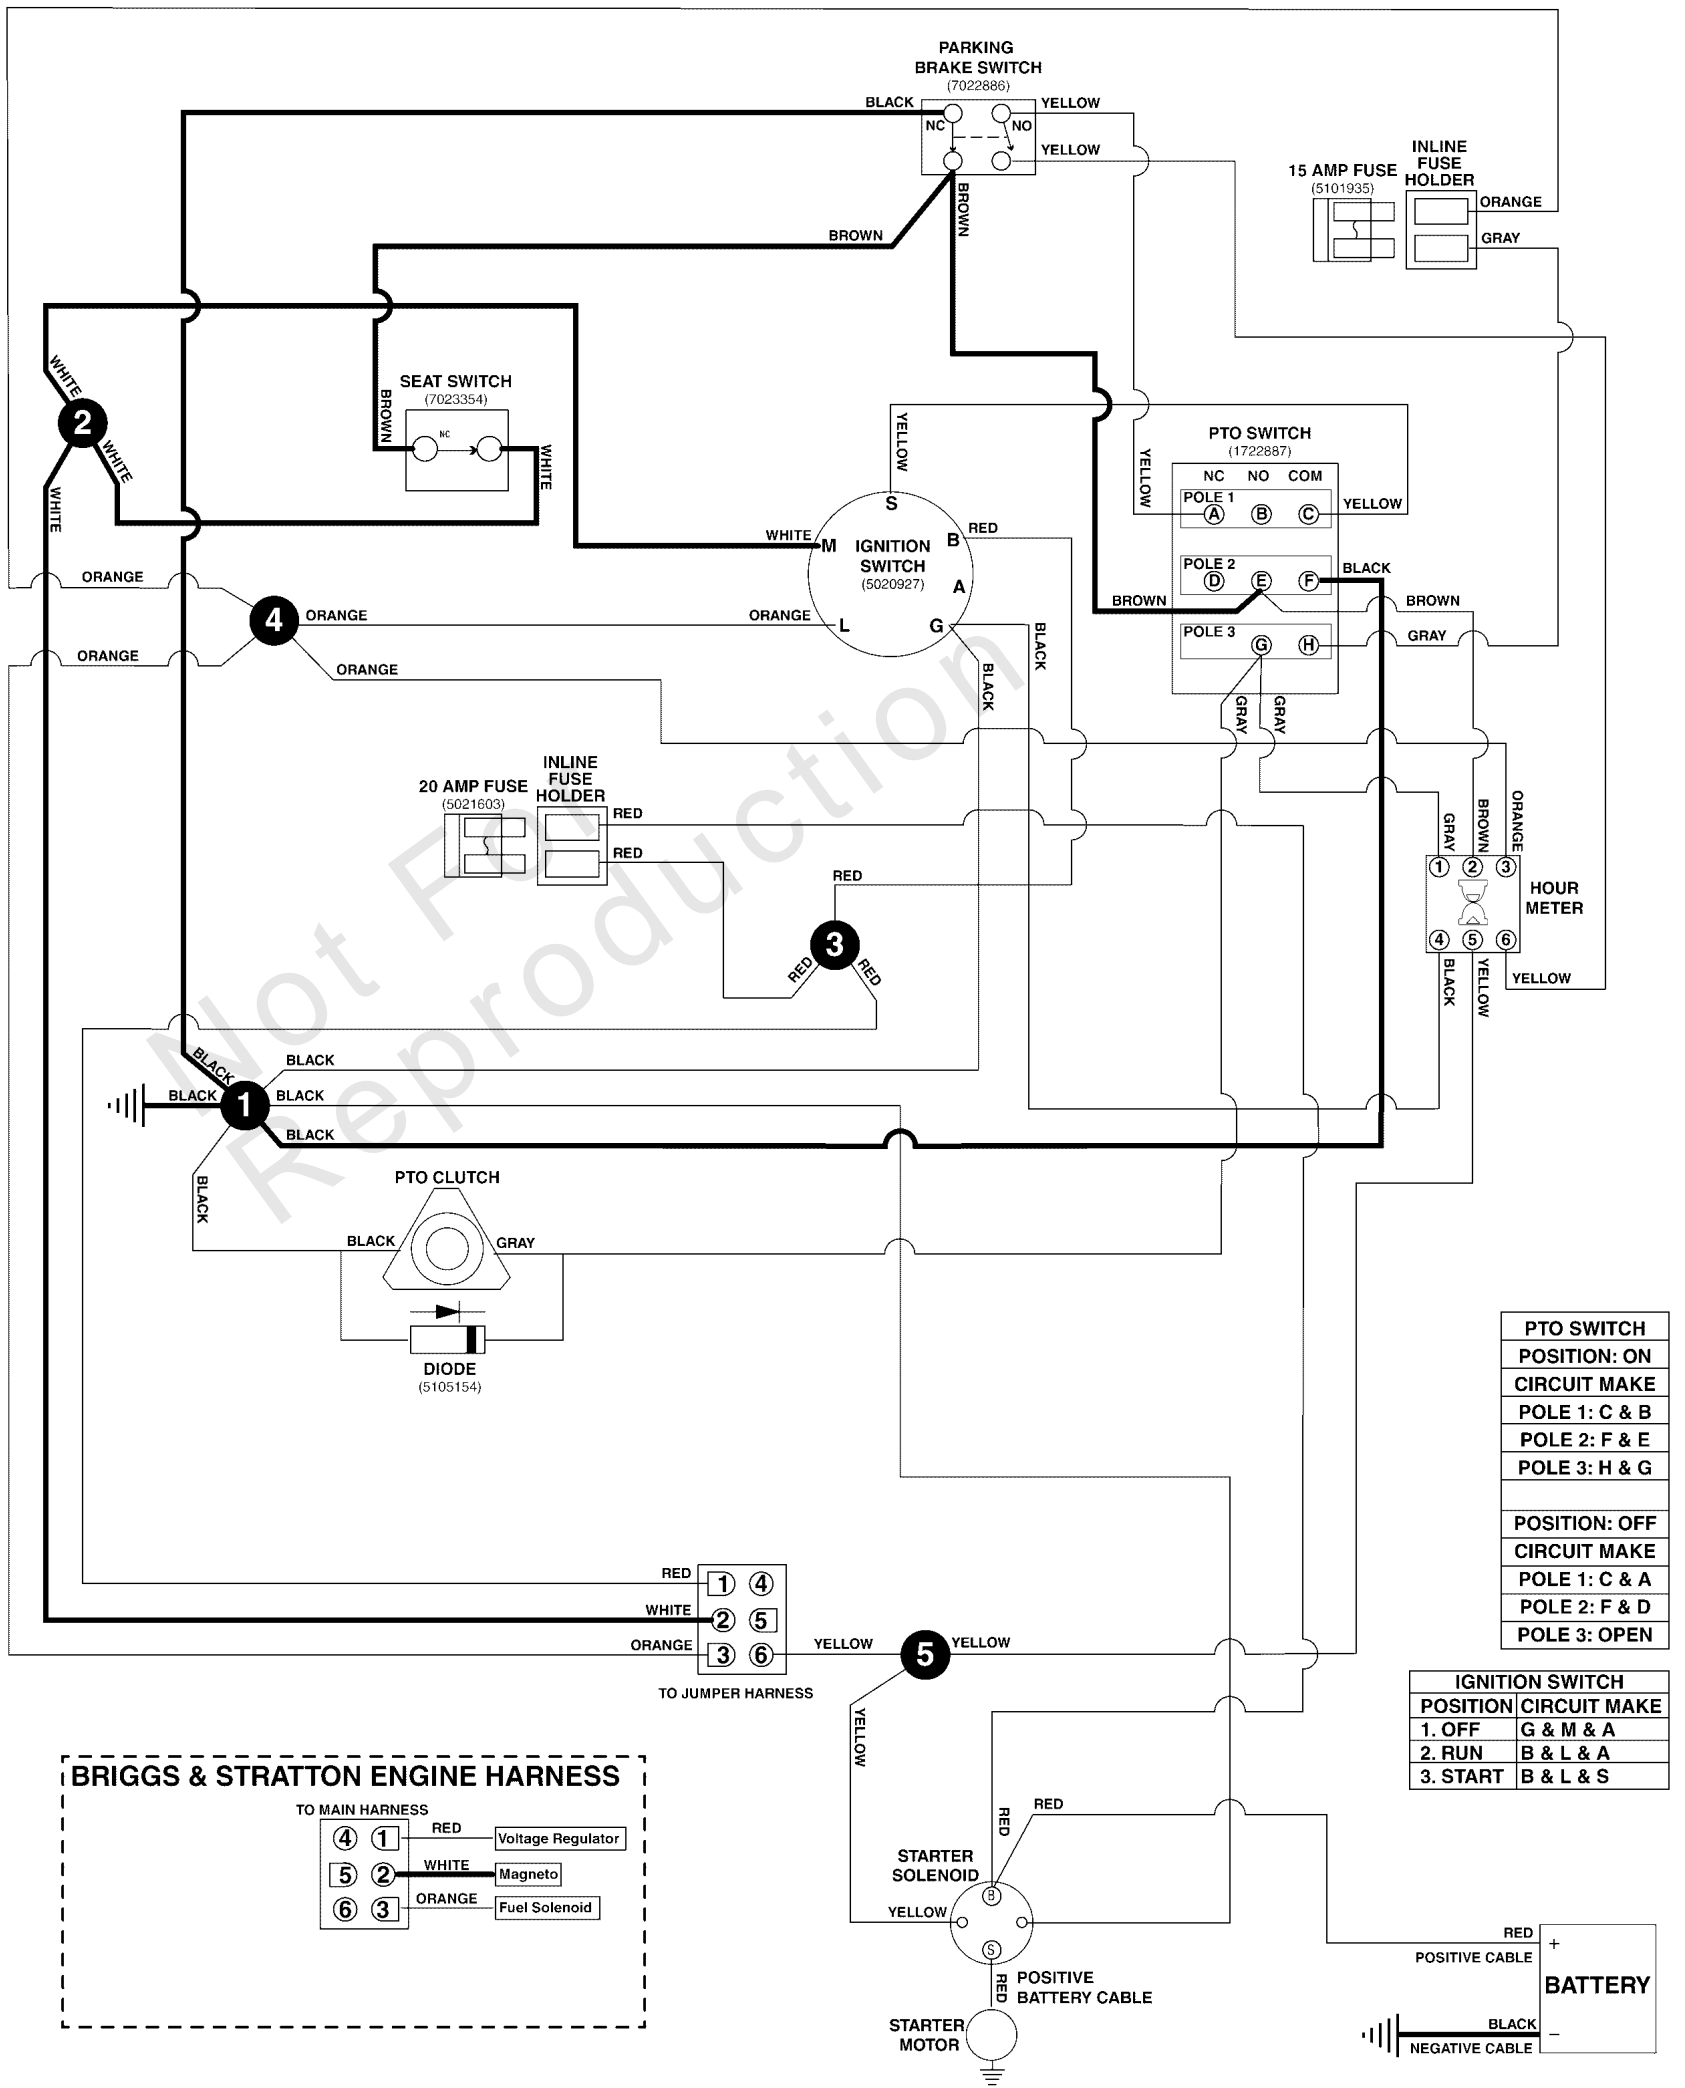 PARKING
BRAKE SWITCH
(7022886)
BLACK
YELLOW
NC
NO
YELLOW
BROWN
BROWN
15 AMP FUSE
(5101935)
INLINE
FUSE
HOLDER
ORANGE
GRAY
WHITE
2
WHITE
WHITE
SEAT SWITCH
(7023354)
BROWN
NC
WHITE
YELLOW
S
WHITE
M
IGNITION
SWITCH
(5020927)
B
RED
A
ORANGE
L
G
BLACK
BLACK
YELLOW
PTO SWITCH
(1722887)
NC NO COM
POLE 1
A B C
YELLOW
POLE 2
D E F
BLACK
BROWN
BROWN
POLE 3
G H
GRAY
GRAY
GRAY
ORANGE
4
ORANGE
ORANGE
ORANGE
20 AMP FUSE
(5021603)
INLINE
FUSE
HOLDER
RED
RED
RED
3
RED
RED
GRAY
BROWN
ORANGE
1 2 3
HOUR
METER
4 5 6
BLACK
YELLOW
YELLOW
Not For
Reproduction
BLACK
BLACK
BLACK
1
BLACK
BLACK
BLACK
PTO CLUTCH
BLACK
GRAY
DIODE
(5105154)
PTO SWITCH
POSITION: ON
CIRCUIT MAKE
POLE 1: C & B
POLE 2: F & E
POLE 3: H & G
POSITION: OFF
CIRCUIT MAKE
POLE 1: C & A
POLE 2: F & D
POLE 3: OPEN
RED
1 4
WHITE
2 5
ORANGE
3 6
YELLOW
5
YELLOW
TO JUMPER HARNESS
YELLOW
IGNITION SWITCH
POSITION CIRCUIT MAKE
1. OFF G & M & A
2. RUN B & L & A
3. START B & L & S
BRIGGS & STRATTON ENGINE HARNESS
TO MAIN HARNESS
4 1
RED
Voltage Regulator
5 2
WHITE
Magneto
6 3
ORANGE
Fuel Solenoid
RED
RED
STARTER
SOLENOID
B
YELLOW
S
RED
POSITIVE
BATTERY CABLE
STARTER
MOTOR
RED
POSITIVE CABLE
+
BATTERY
BLACK
−
NEGATIVE CABLE